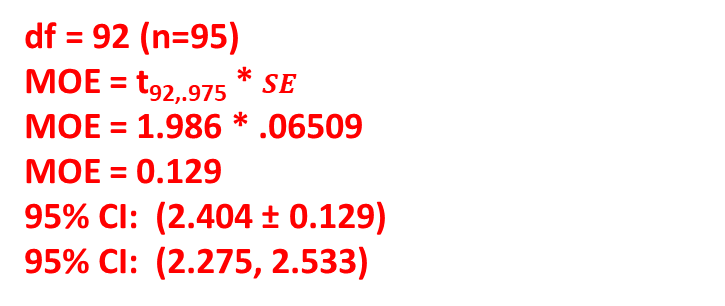 df = 92 (n=95)
MOE = t92,.975 * SE
MOE = 1.986 * .06509
MOE = 0.129
95% CI:  (2.404 ± 0.129)
95% CI:  (2.275, 2.533)